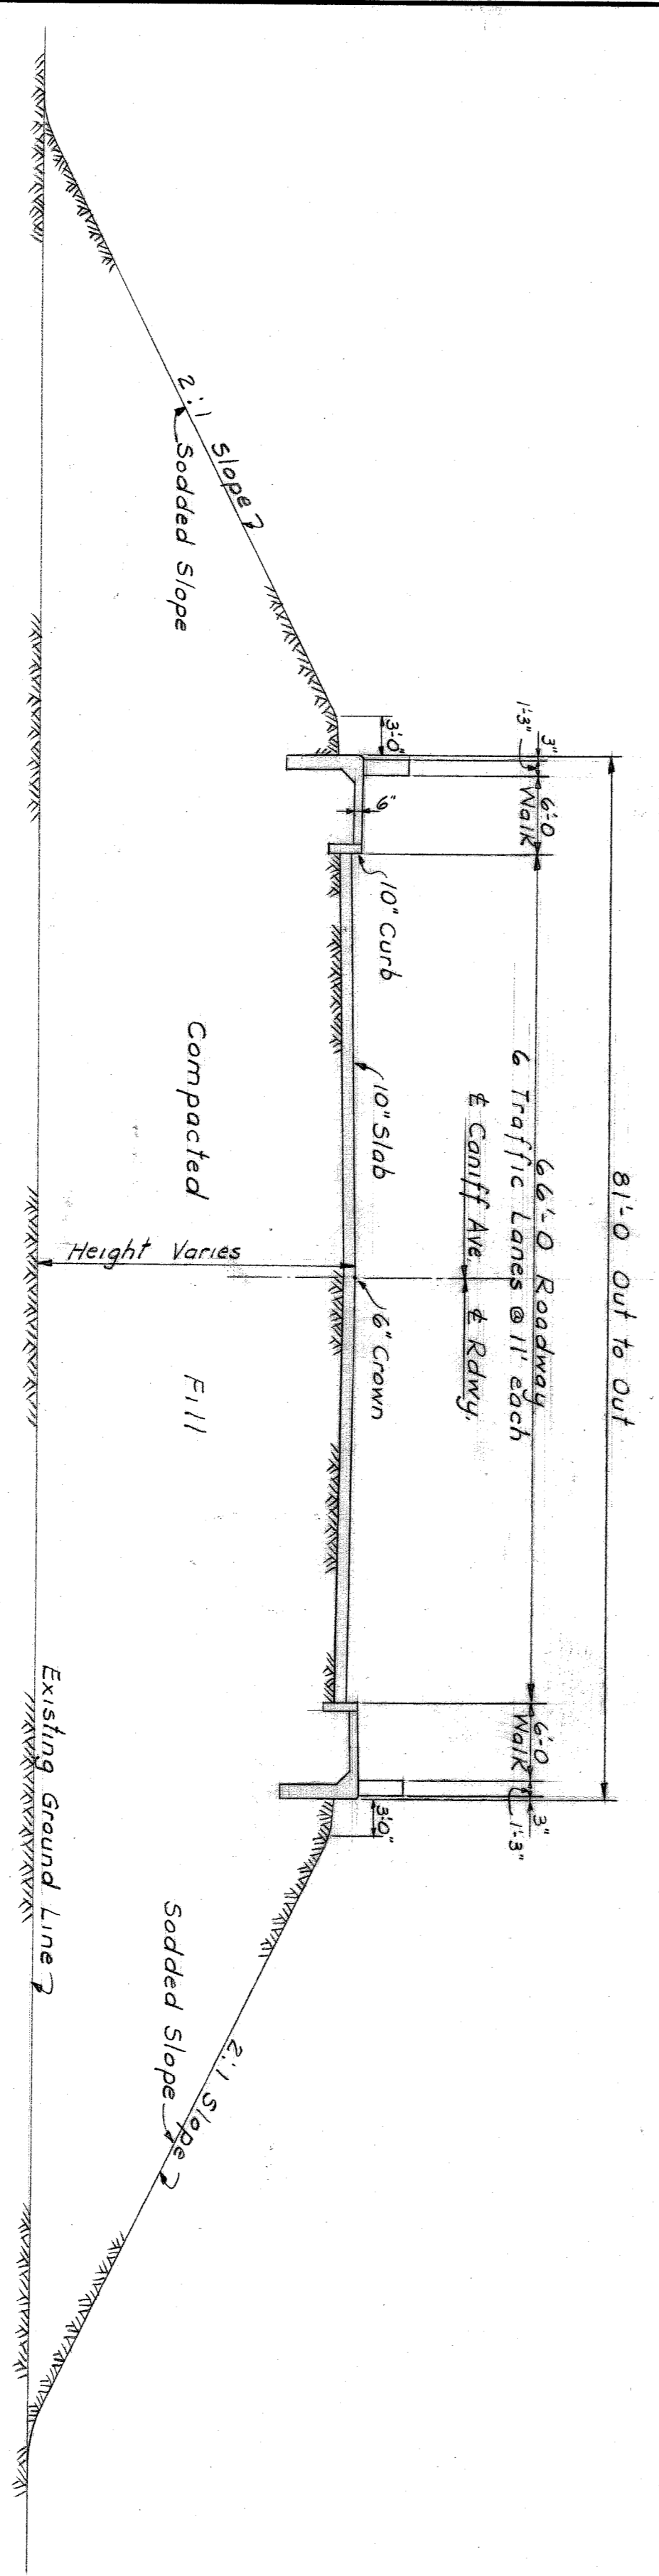 81'-0 Out to Out
3"
1'-3"
6'-0
Walk
66'-0 Roadway
6 Traffic Lanes @ 11' each
6'-0
Walk
3"
1'-3"
℄ Caniff Ave.
℄ Rdwy.
3'-0"
6"
10" Curb
10" Slab
6" Crown
3'-0"
2:1 Slope
Sodded Slope
Compacted Fill
Height Varies
2:1 Slope
Sodded Slope
Existing Ground Line